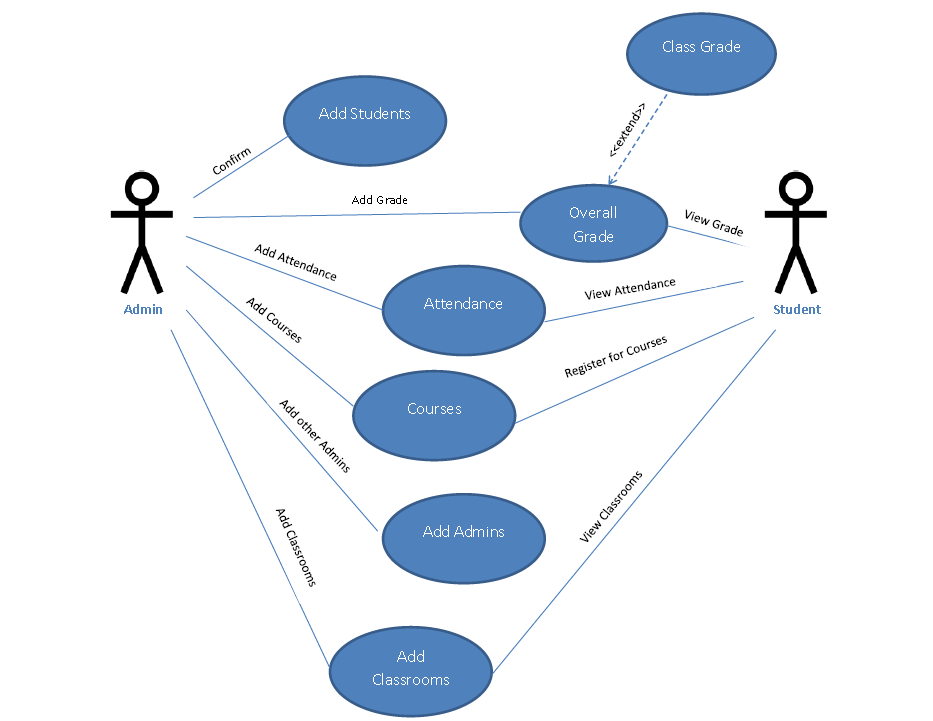 Class Grade
Add Students
<<extend>>
Confirm
Add Grade
Overall
Grade
View Grade
Add Attendance
Attendance
View Attendance
Admin
Student
Add Courses
Register for Courses
Courses
Add other Admins
Add Admins
View Classrooms
Add Classrooms
Add
Classrooms